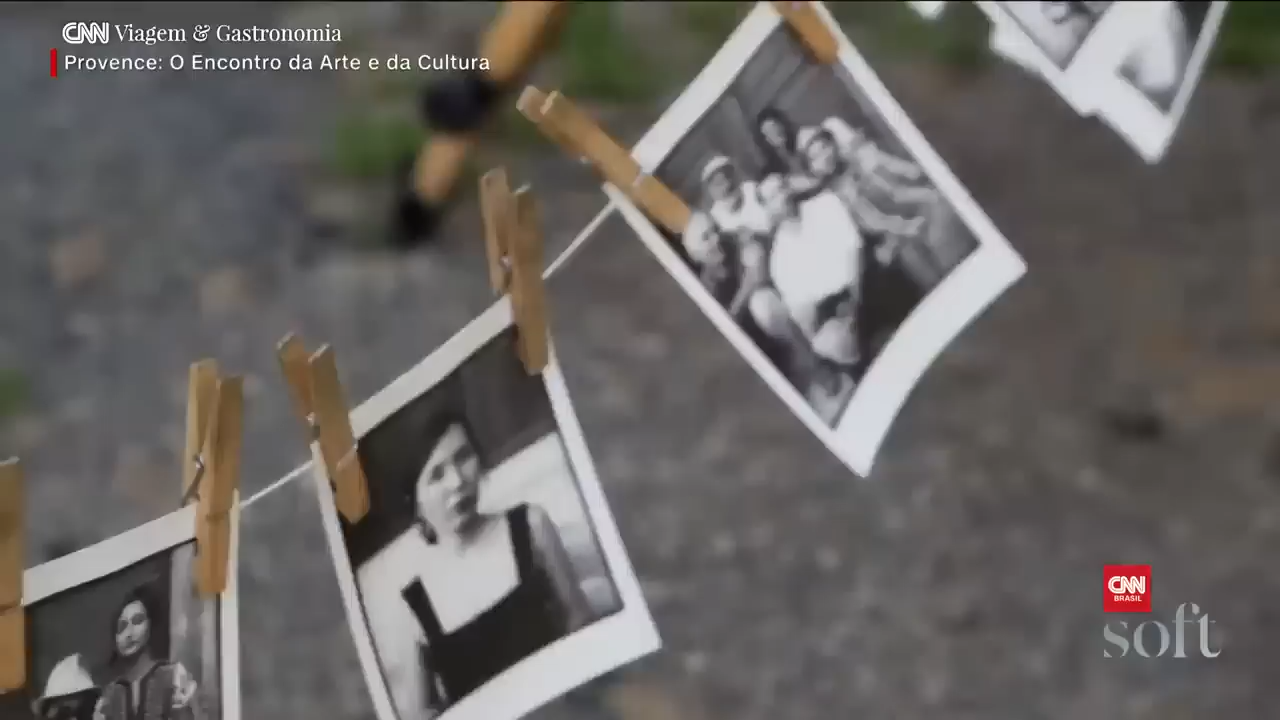 CNN Viagem & Gastronomia
Provence: O Encontro da Arte e da Cultura
CNN
BRASIL
soft